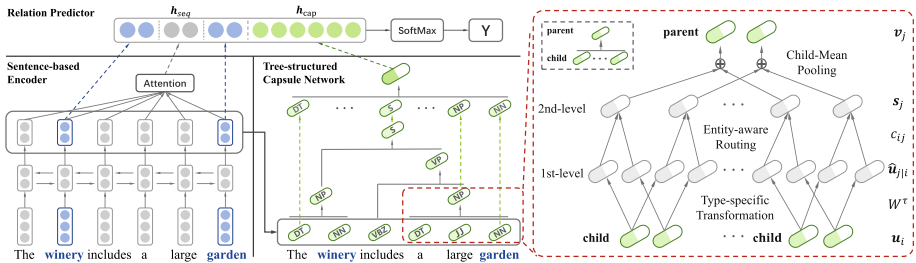 Relation Predictor
h_seq
h_cap
SoftMax
Y
Sentence-based
Encoder
Attention
The winery includes a large garden
Tree-structured
Capsule Network
DT
S
NP
NN
S
VP
NP
NP
DT
NN
VBZ
DT
JJ
NN
The winery includes a large garden
parent
child
parent
v_j
Child-Mean
Pooling
2nd-level
s_j
Entity-aware
Routing
c_ij
1st-level
û_j|i
Type-specific
Transformation
W^τ
child
child
u_i